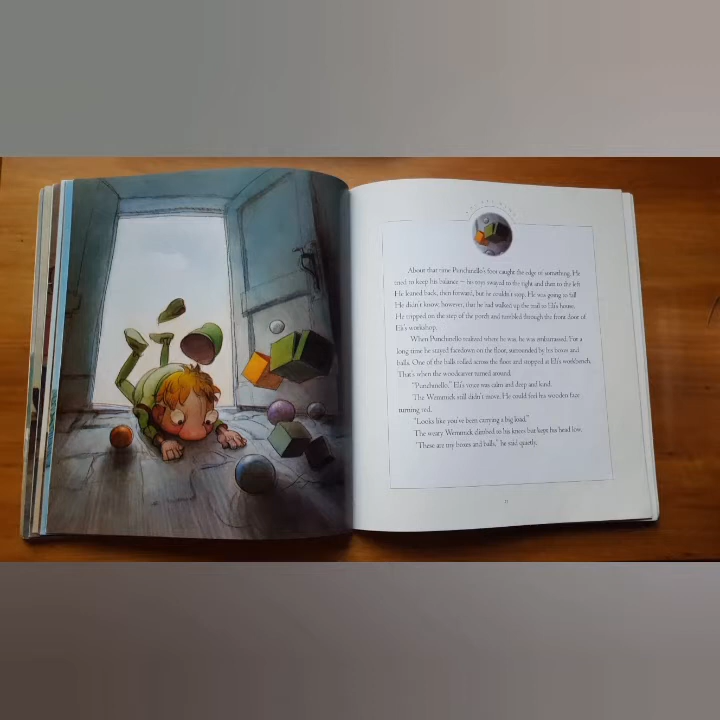 About that time Punchinello's foot caught the edge of something. He
tried to keep his balance — his toys swayed to the right and then to the left.
He leaned back, then forward, but he couldn't stop. He was going to fall.
He didn't know, however, that he had walked up the trail to Eli's house.
He tripped on the step of the porch and tumbled through the front door of
Eli's workshop.
When Punchinello realized where he was, he was embarrassed. For a
long time he stayed facedown on the floor, surrounded by his boxes and
balls. One of the balls rolled across the floor and stopped at Eli's workbench.
That's when the woodcarver turned around.
"Punchinello." Eli's voice was calm and deep and kind.
The Wemmick still didn't move. He could feel his wooden face
turning red.
"Looks like you've been carrying a big load."
The weary Wemmick climbed to his knees but kept his head low.
"These are my boxes and balls," he said quietly.